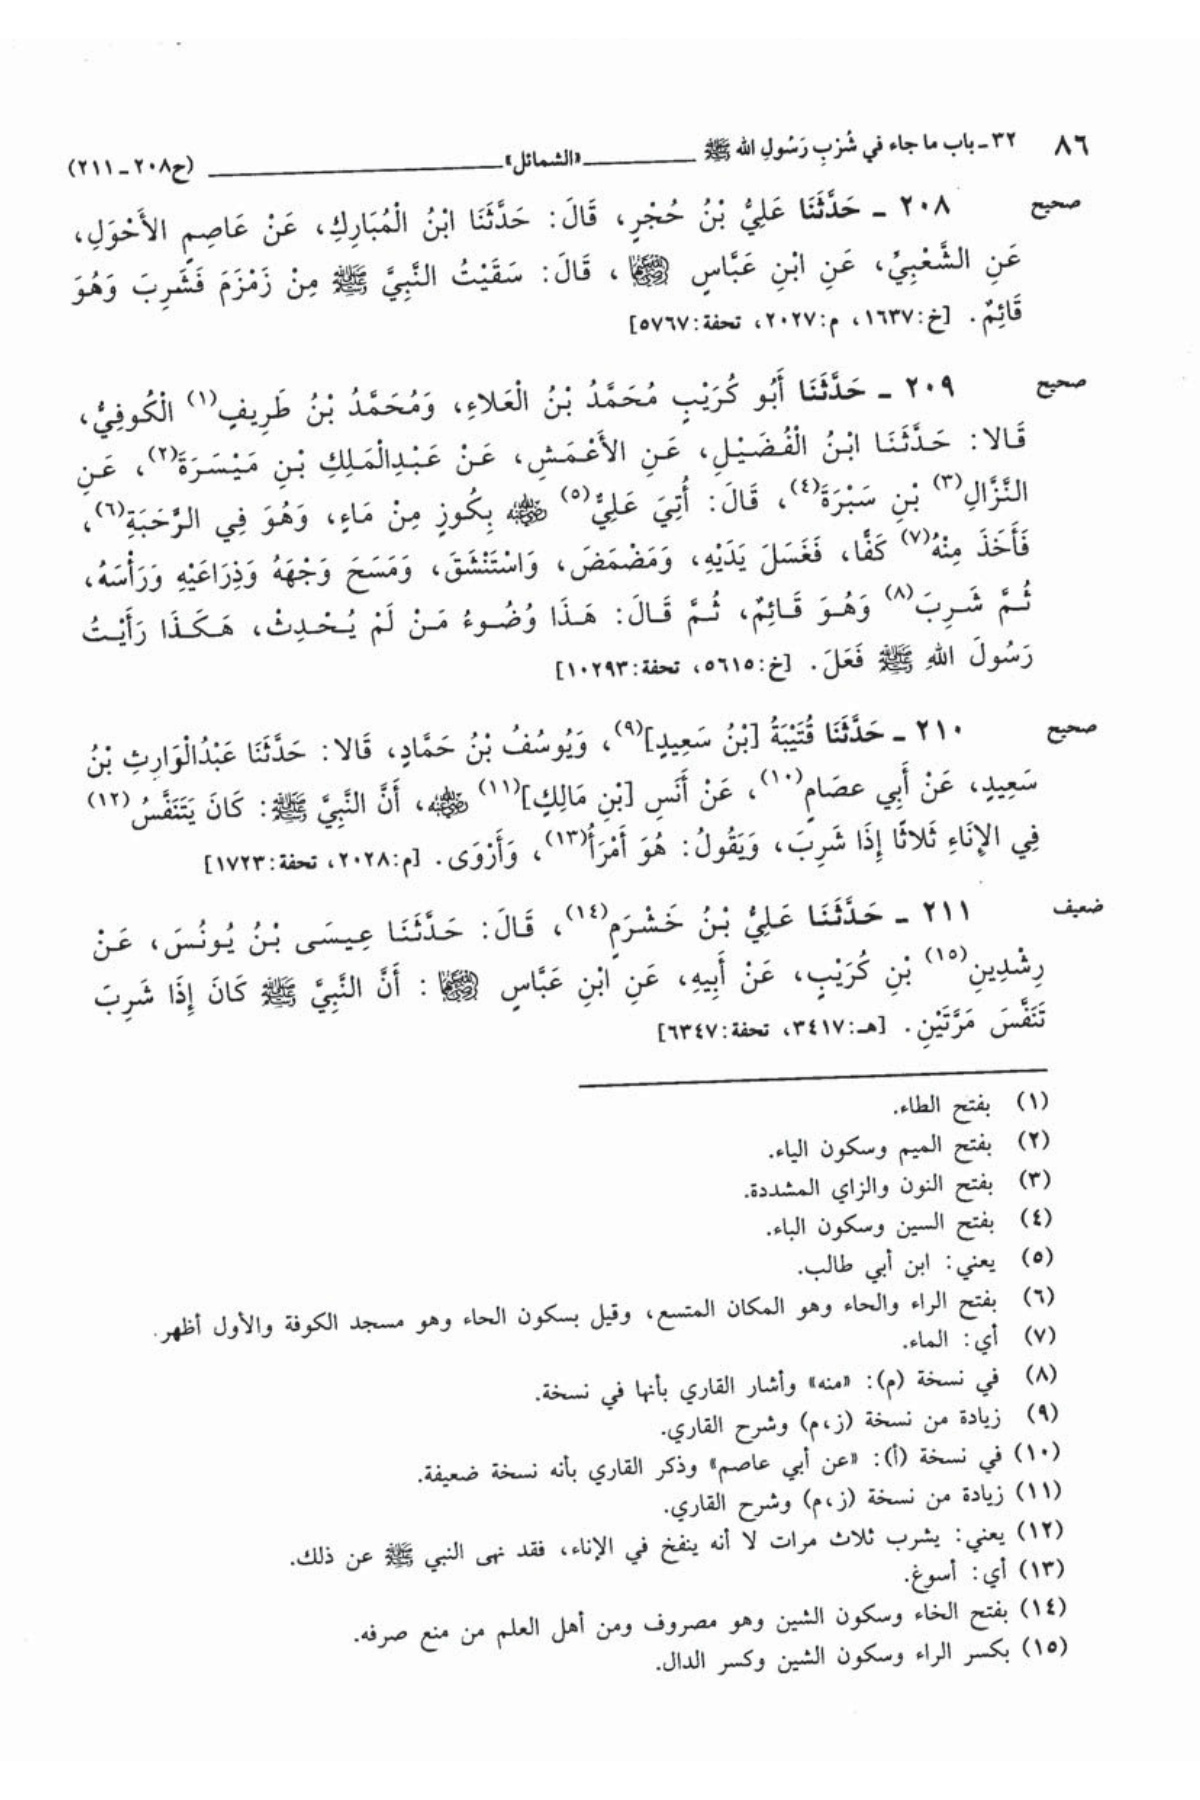 ٨٦ ٣٢ - باب ما جاء في شُرْبِ رَسُولِ الله ﷺ «الشمائل» (ح٢٠٨ - ٢١١)
صحيح ٢٠٨ - حَدَّثَنَا عَلِيُّ بْنُ حُجْرٍ، قَالَ: حَدَّثَنَا ابْنُ الْمُبَارِكِ، عَنْ عَاصِمٍ الأَحْوَلِ،
عَنِ الشَّعْبِيِّ، عَنِ ابْنِ عَبَّاسٍ رضي الله عنهما، قَالَ: سَقَيْتُ النَّبِيَّ ﷺ مِنْ زَمْزَمَ فَشَرِبَ وَهُوَ
قَائِمٌ. [خ:١٦٣٧، م:٢٠٢٧، تحفة:٥٧٦٧]
صحيح ٢٠٩ - حَدَّثَنَا أَبُو كُرَيْبٍ مُحَمَّدُ بْنُ الْعَلاءِ، وَمُحَمَّدُ بْنُ طَرِيفٍ(١) الْكُوفِيُّ،
قَالا: حَدَّثَنَا ابْنُ الْفُضَيْلِ، عَنِ الأَعْمَشِ، عَنْ عَبْدِالْمَلِكِ بْنِ مَيْسَرَةَ(٢)، عَنِ
النَّزَّالِ(٣) بْنِ سَبْرَةَ(٤)، قَالَ: أُتِيَ عَلِيٌّ(٥) رضي الله عنه بِكُوزٍ مِنْ مَاءٍ، وَهُوَ فِي الرَّحَبَةِ(٦)،
فَأَخَذَ مِنْهُ(٧) كَفًّا، فَغَسَلَ يَدَيْهِ، وَمَضْمَضَ، وَاسْتَنْشَقَ، وَمَسَحَ وَجْهَهُ وَذِرَاعَيْهِ وَرَأْسَهُ،
ثُمَّ شَرِبَ(٨) وَهُوَ قَائِمٌ، ثُمَّ قَالَ: هَذَا وُضُوءُ مَنْ لَمْ يُحْدِثْ، هَكَذَا رَأَيْتُ
رَسُولَ اللهِ ﷺ فَعَلَ. [خ:٥٦١٥، تحفة:١٠٢٩٣]
صحيح ٢١٠ - حَدَّثَنَا قُتَيْبَةُ [بْنُ سَعِيدٍ](٩)، وَيُوسُفُ بْنُ حَمَّادٍ، قَالا: حَدَّثَنَا عَبْدُالْوَارِثِ بْنُ
سَعِيدٍ، عَنْ أَبِي عصَامٍ(١٠)، عَنْ أَنَسِ [بْنِ مَالِكٍ](١١) رضي الله عنه، أَنَّ النَّبِيَّ ﷺ: كَانَ يَتَنَفَّسُ(١٢)
فِي الإِنَاءِ ثَلاثًا إِذَا شَرِبَ، وَيَقُولُ: هُوَ أَمْرَأُ(١٣)، وَأَرْوَى. [م:٢٠٢٨، تحفة:١٧٢٣]
ضعيف ٢١١ - حَدَّثَنَا عَلِيُّ بْنُ خَشْرَمٍ(١٤)، قَالَ: حَدَّثَنَا عِيسَى بْنُ يُونُسَ، عَنْ
رِشْدِينِ(١٥) بْنِ كُرَيْبٍ، عَنْ أَبِيهِ، عَنِ ابْنِ عَبَّاسٍ رضي الله عنهما: أَنَّ النَّبِيَّ ﷺ كَانَ إِذَا شَرِبَ
تَنَفَّسَ مَرَّتَيْنِ. [هـ:٣٤١٧، تحفة:٦٣٤٧]
(١) بفتح الطاء.
(٢) بفتح الميم وسكون الياء.
(٣) بفتح النون والزاي المشددة.
(٤) بفتح السين وسكون الباء.
(٥) يعني: ابن أبي طالب.
(٦) بفتح الراء والحاء وهو المكان المتسع، وقيل بسكون الحاء وهو مسجد الكوفة والأول أظهر.
(٧) أي: الماء.
(٨) في نسخة (م): «منه» وأشار القاري بأنها في نسخة.
(٩) زيادة من نسخة (ز،م) وشرح القاري.
(١٠) في نسخة (أ): «عن أبي عاصم» وذكر القاري بأنه نسخة ضعيفة.
(١١) زيادة من نسخة (ز،م) وشرح القاري.
(١٢) يعني: يشرب ثلاث مرات لا أنه ينفخ في الإناء، فقد نهى النبي ﷺ عن ذلك.
(١٣) أي: أسوغ.
(١٤) بفتح الخاء وسكون الشين وهو مصروف ومن أهل العلم من منع صرفه.
(١٥) بكسر الراء وسكون الشين وكسر الدال.